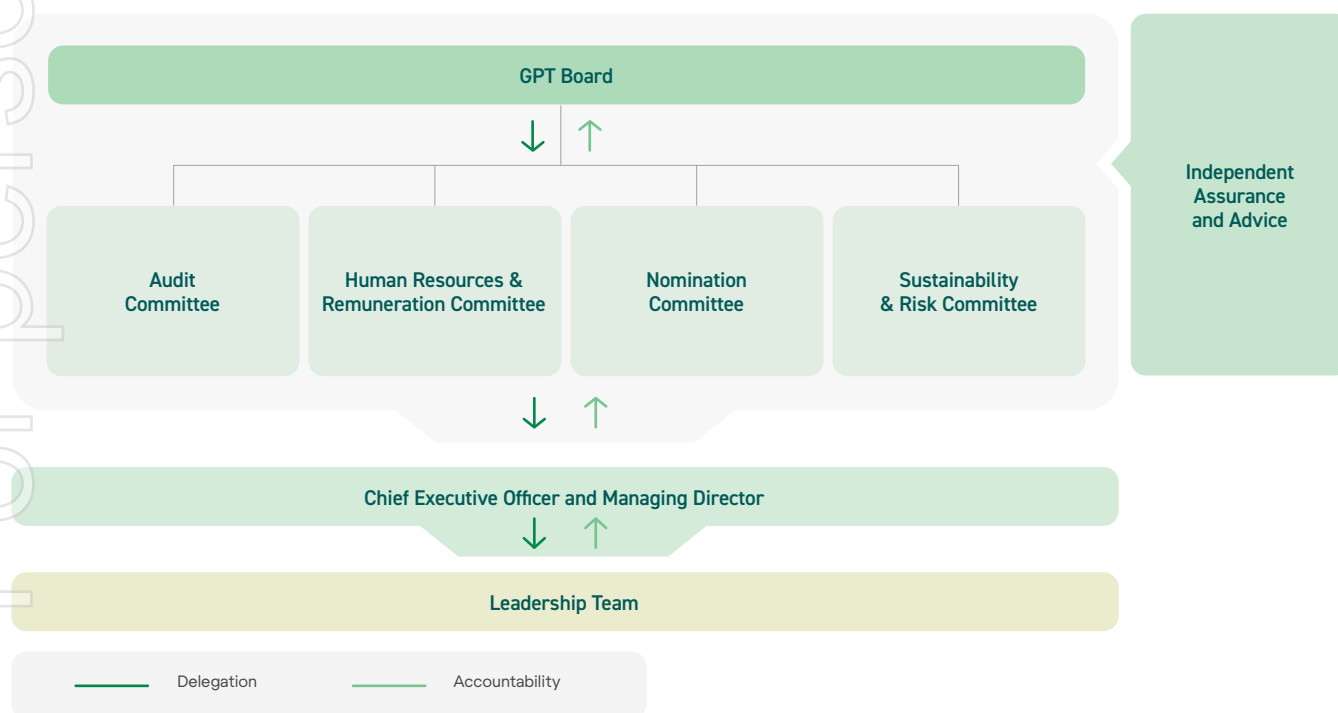 GPT Board
Independent
Assurance
and Advice
Audit
Committee
Human Resources &
Remuneration Committee
Nomination
Committee
Sustainability
& Risk Committee
Chief Executive Officer and Managing Director
Leadership Team
Delegation
Accountability